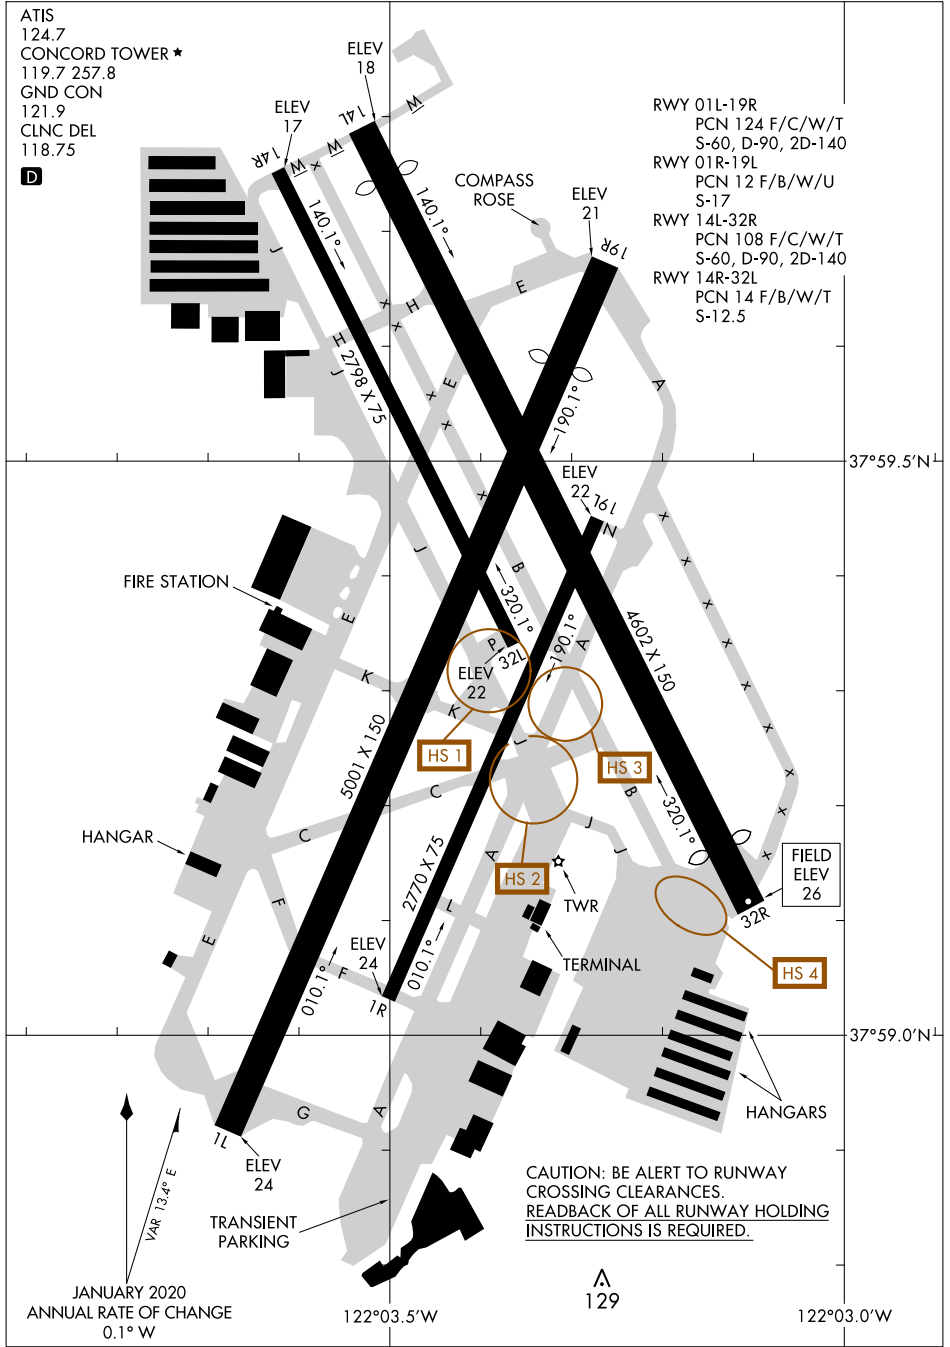 ATIS
124.7
CONCORD TOWER ★
119.7 257.8
GND CON
121.9
CLNC DEL
118.75
D
RWY 01L-19R
PCN 124 F/C/W/T
S-60, D-90, 2D-140
RWY 01R-19L
PCN 12 F/B/W/U
S-17
RWY 14L-32R
PCN 108 F/C/W/T
S-60, D-90, 2D-140
RWY 14R-32L
PCN 14 F/B/W/T
S-12.5
ELEV
18
ELEV
17
14L
14R
W
W
W
140.1°
140.1°
COMPASS
ROSE
ELEV
21
19R
J
E
H
H
J
2798 X 75
E
A
190.1°
37°59.5'N
ELEV
22
19L
N
J
B
FIRE STATION
E
320.1°
P
32L
ELEV
22
190.1°
A
4602 X 150
K
K
J
HS 1
HS 3
5001 X 150
C
C
B
320.1°
J
J
HANGAR
A
2770 X 75
HS 2
TWR
FIELD
ELEV
26
32R
F
L
E
TERMINAL
HS 4
ELEV
24
F
010.1°
010.1°
1R
37°59.0'N
G
A
HANGARS
1L
ELEV
24
VAR 13.4° E
TRANSIENT
PARKING
CAUTION: BE ALERT TO RUNWAY
CROSSING CLEARANCES.
READBACK OF ALL RUNWAY HOLDING
INSTRUCTIONS IS REQUIRED.
JANUARY 2020
ANNUAL RATE OF CHANGE
0.1° W
129
122°03.5'W
122°03.0'W